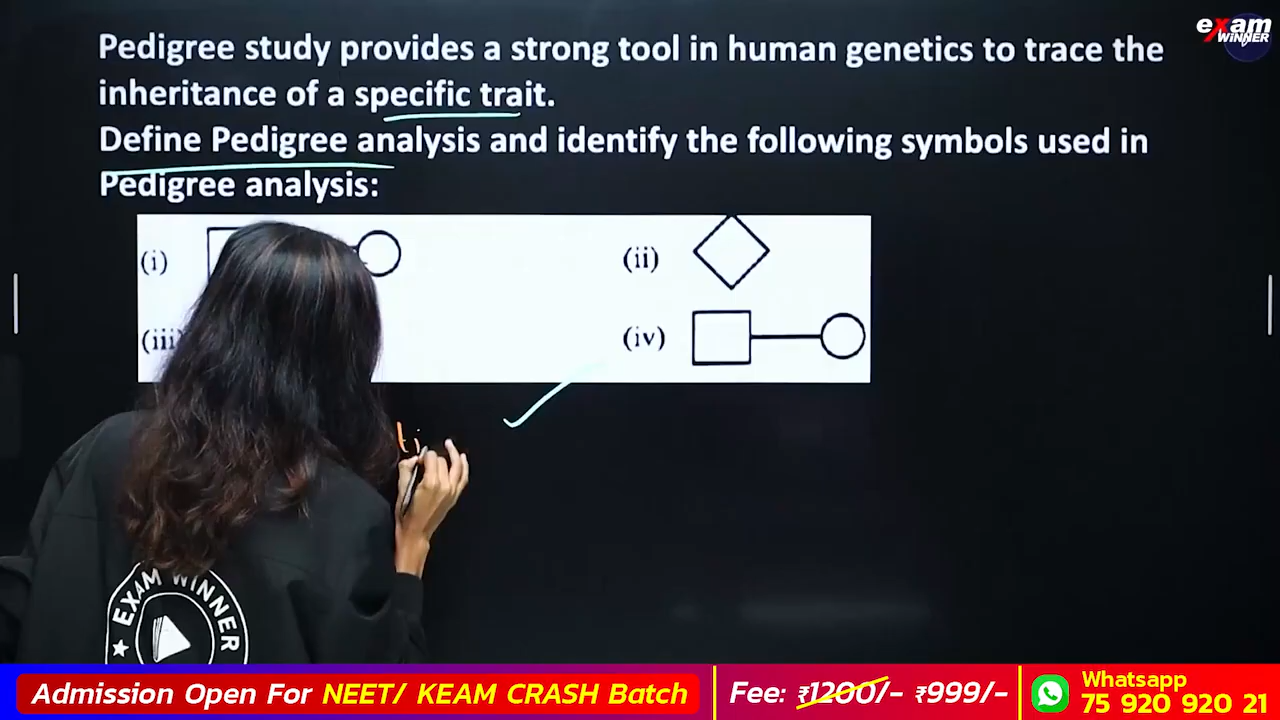 exam
WINNER
Pedigree study provides a strong tool in human genetics to trace the
inheritance of a specific trait.
Define Pedigree analysis and identify the following symbols used in
Pedigree analysis:
(i)
(ii)
(iii)
(iv)
EXAM WINNER
Admission Open For NEET/ KEAM CRASH Batch
Fee: ₹1200/- ₹999/-
Whatsapp
75 920 920 21